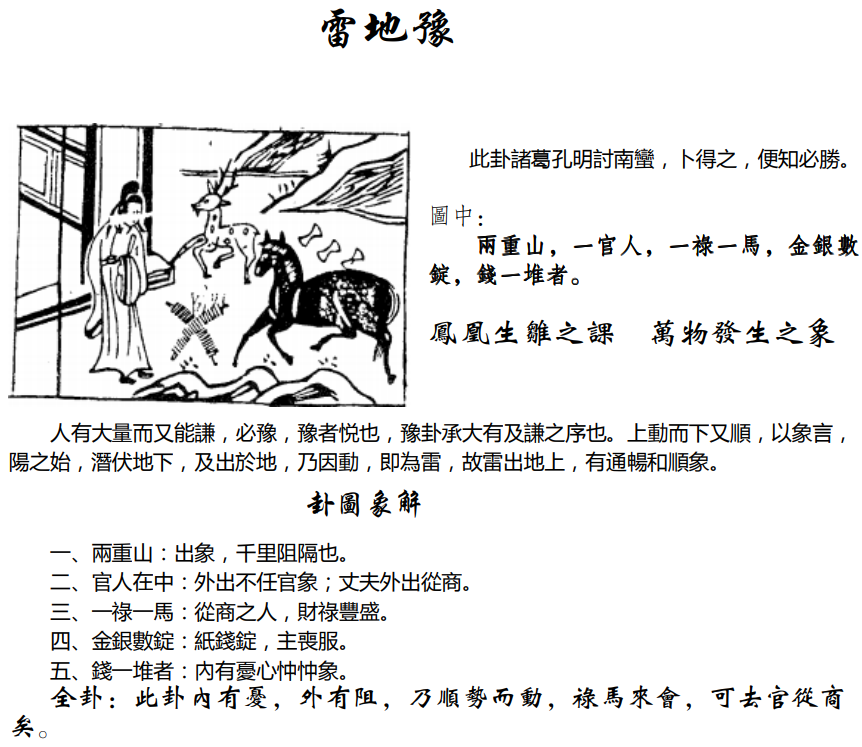 雷地豫
此卦諸葛孔明討南蠻，卜得之，便知必勝。
圖中：
兩重山，一官人，一祿一馬，金銀數
錠，錢一堆者。
鳳凰生雛之課　萬物發生之象
人有大量而又能謙，必豫，豫者悦也，豫卦承大有及謙之序也。上動而下又順，以象言，
陽之始，潛伏地下，及出於地，乃因動，即為雷，故雷出地上，有通暢和順象。
卦圖象解
一、兩重山：出象，千里阻隔也。
二、官人在中：外出不任官象；丈夫外出從商。
三、一祿一馬：從商之人，財祿豐盛。
四、金銀數錠：紙錢錠，主喪服。
五、錢一堆者：內有憂心忡忡象。
全卦：此卦內有憂，外有阻，乃順勢而動，祿馬來會，可去官從商
矣。